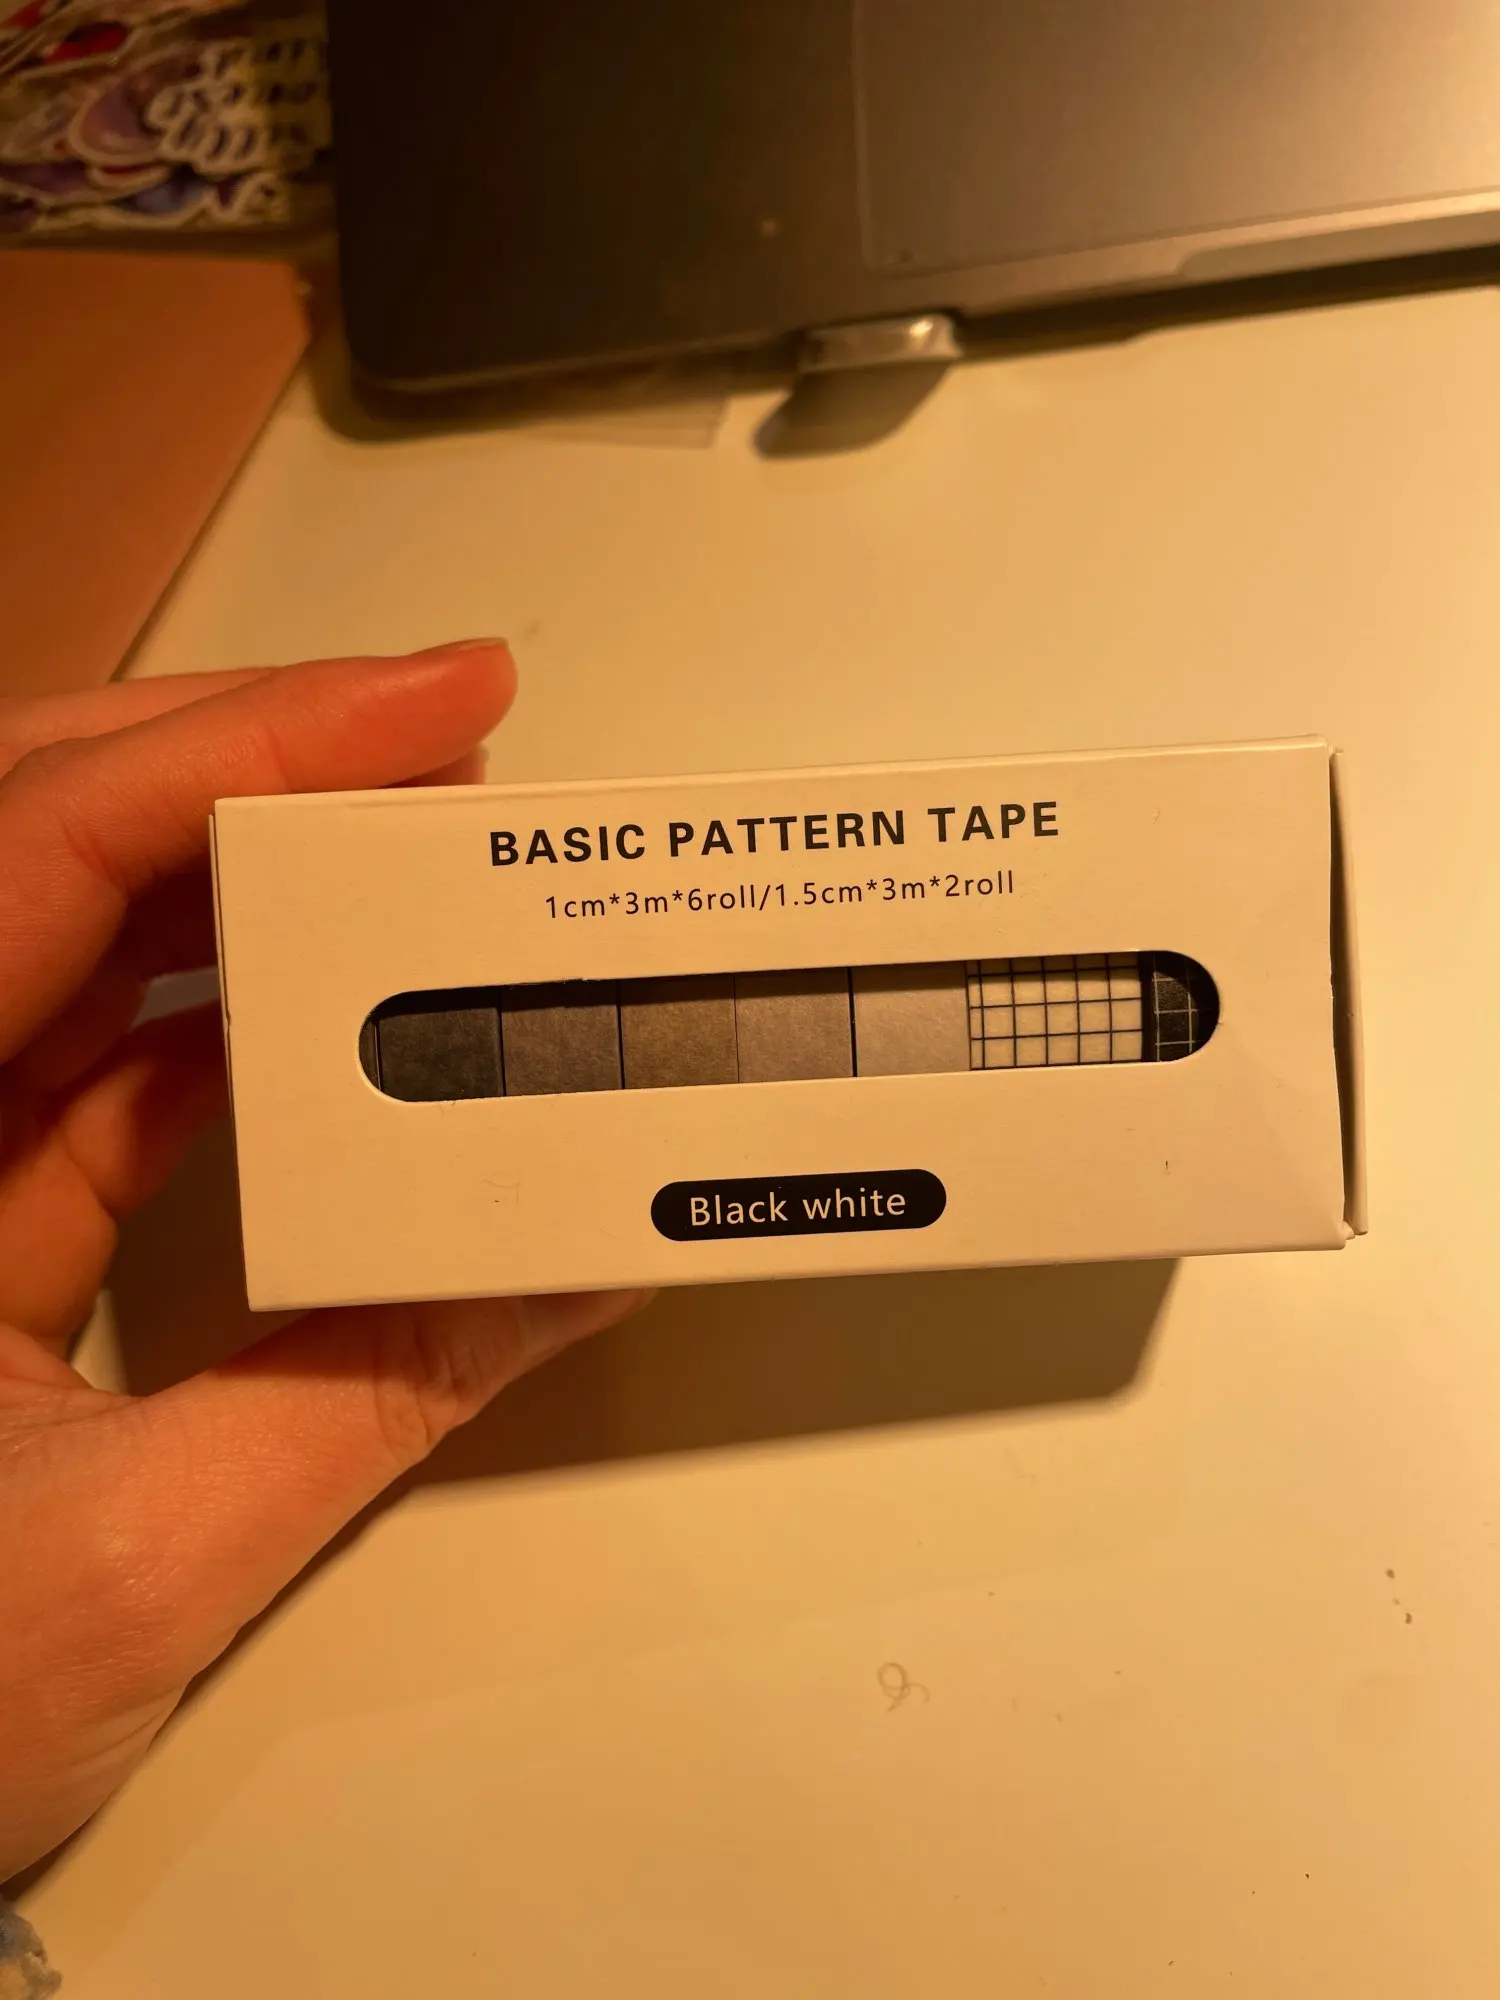 BASIC PATTERN TAPE
1cm*3m*6roll/1.5cm*3m*2roll
Black white